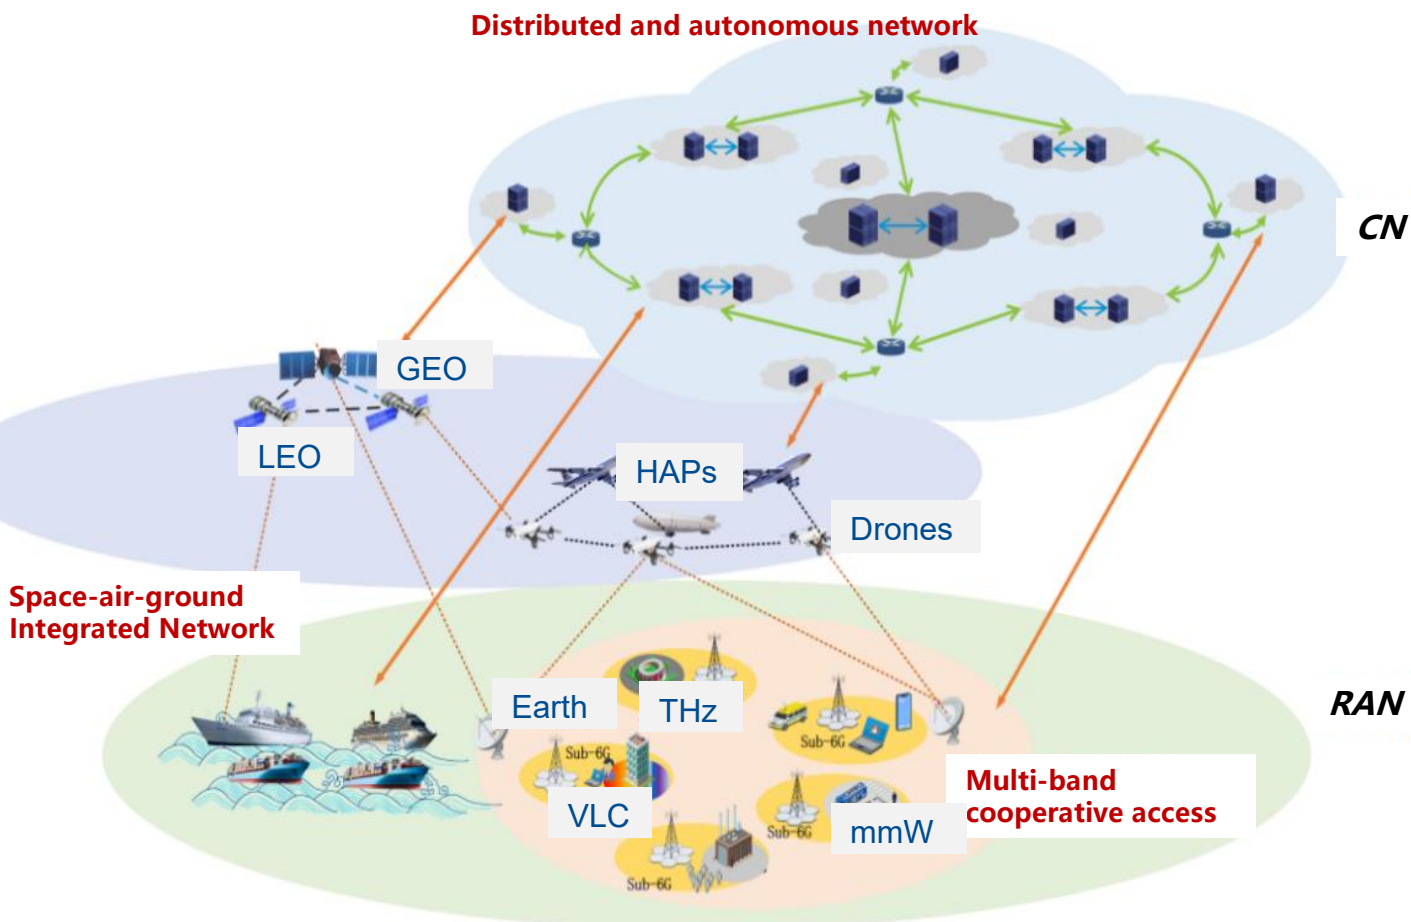 Distributed and autonomous network
CN
GEO
LEO
HAPs
Drones
Space-air-ground
Integrated Network
Earth
THz
RAN
Sub-6G
Sub-6G
Multi-band
cooperative access
VLC
mmW
Sub-6G
Sub-6G